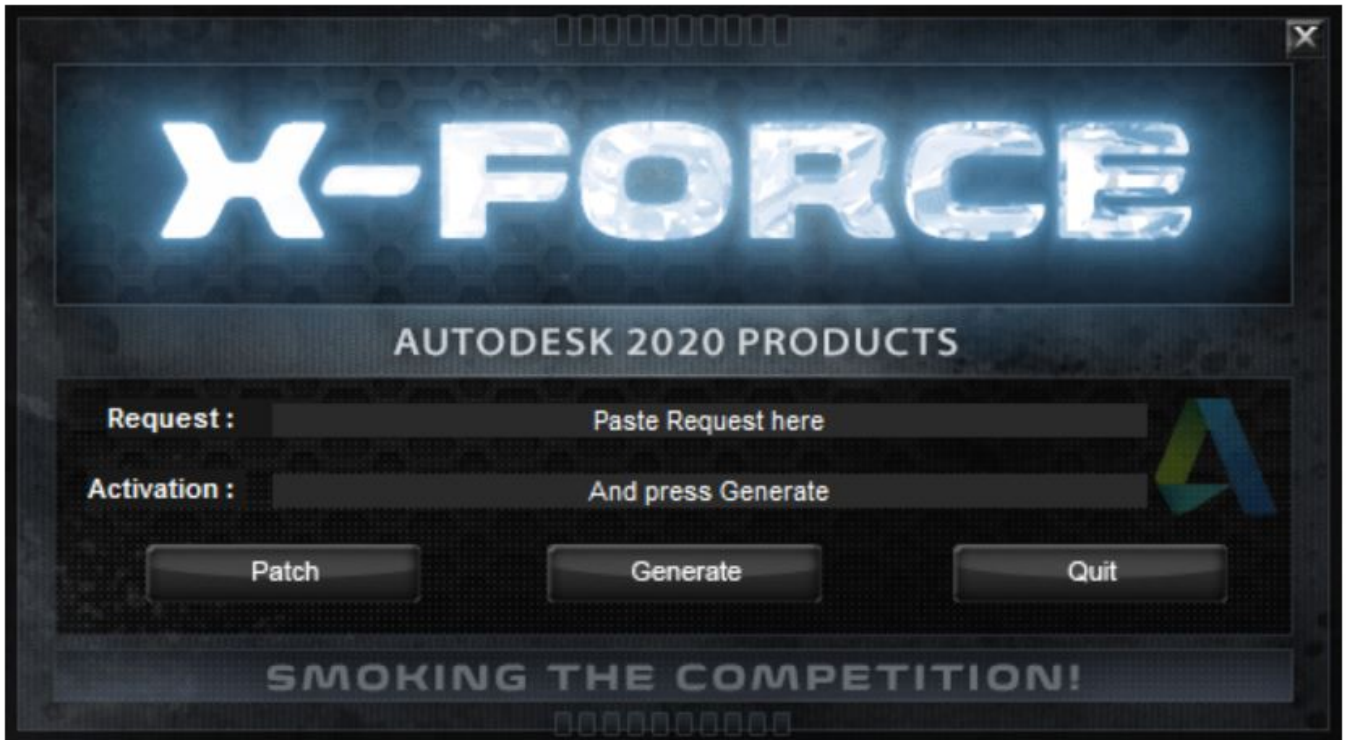 X
X-FORCE
AUTODESK 2020 PRODUCTS
Request : Paste Request here
Activation : And press Generate
Patch Generate Quit
SMOKING THE COMPETITION!